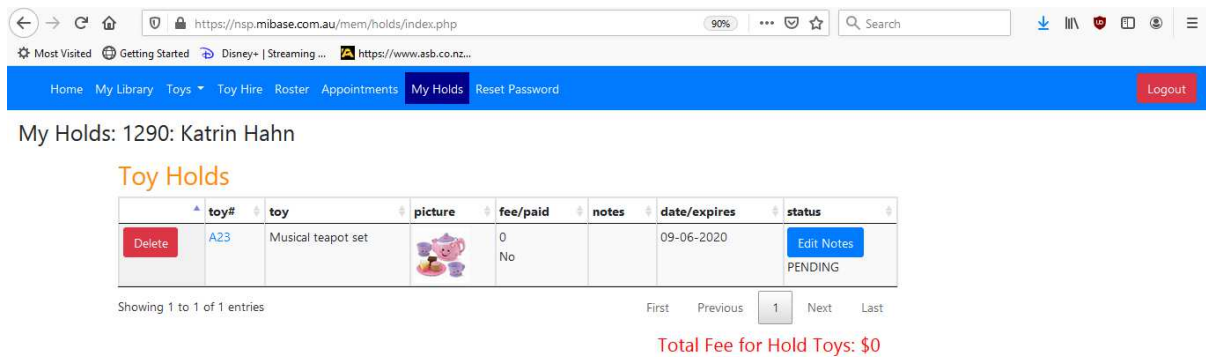 https://nsp.mibase.com.au/mem/holds/index.php 90% Search
Most Visited Getting Started Disney+ | Streaming ... https://www.asb.co.nz...
Home My Library Toys Toy Hire Roster Appointments My Holds Reset Password Logout
My Holds: 1290: Katrin Hahn
Toy Holds
toy# toy picture fee/paid notes date/expires status
Delete A23 Musical teapot set 0 09-06-2020 Edit Notes
No PENDING
Showing 1 to 1 of 1 entries First Previous 1 Next Last
Total Fee for Hold Toys: $0